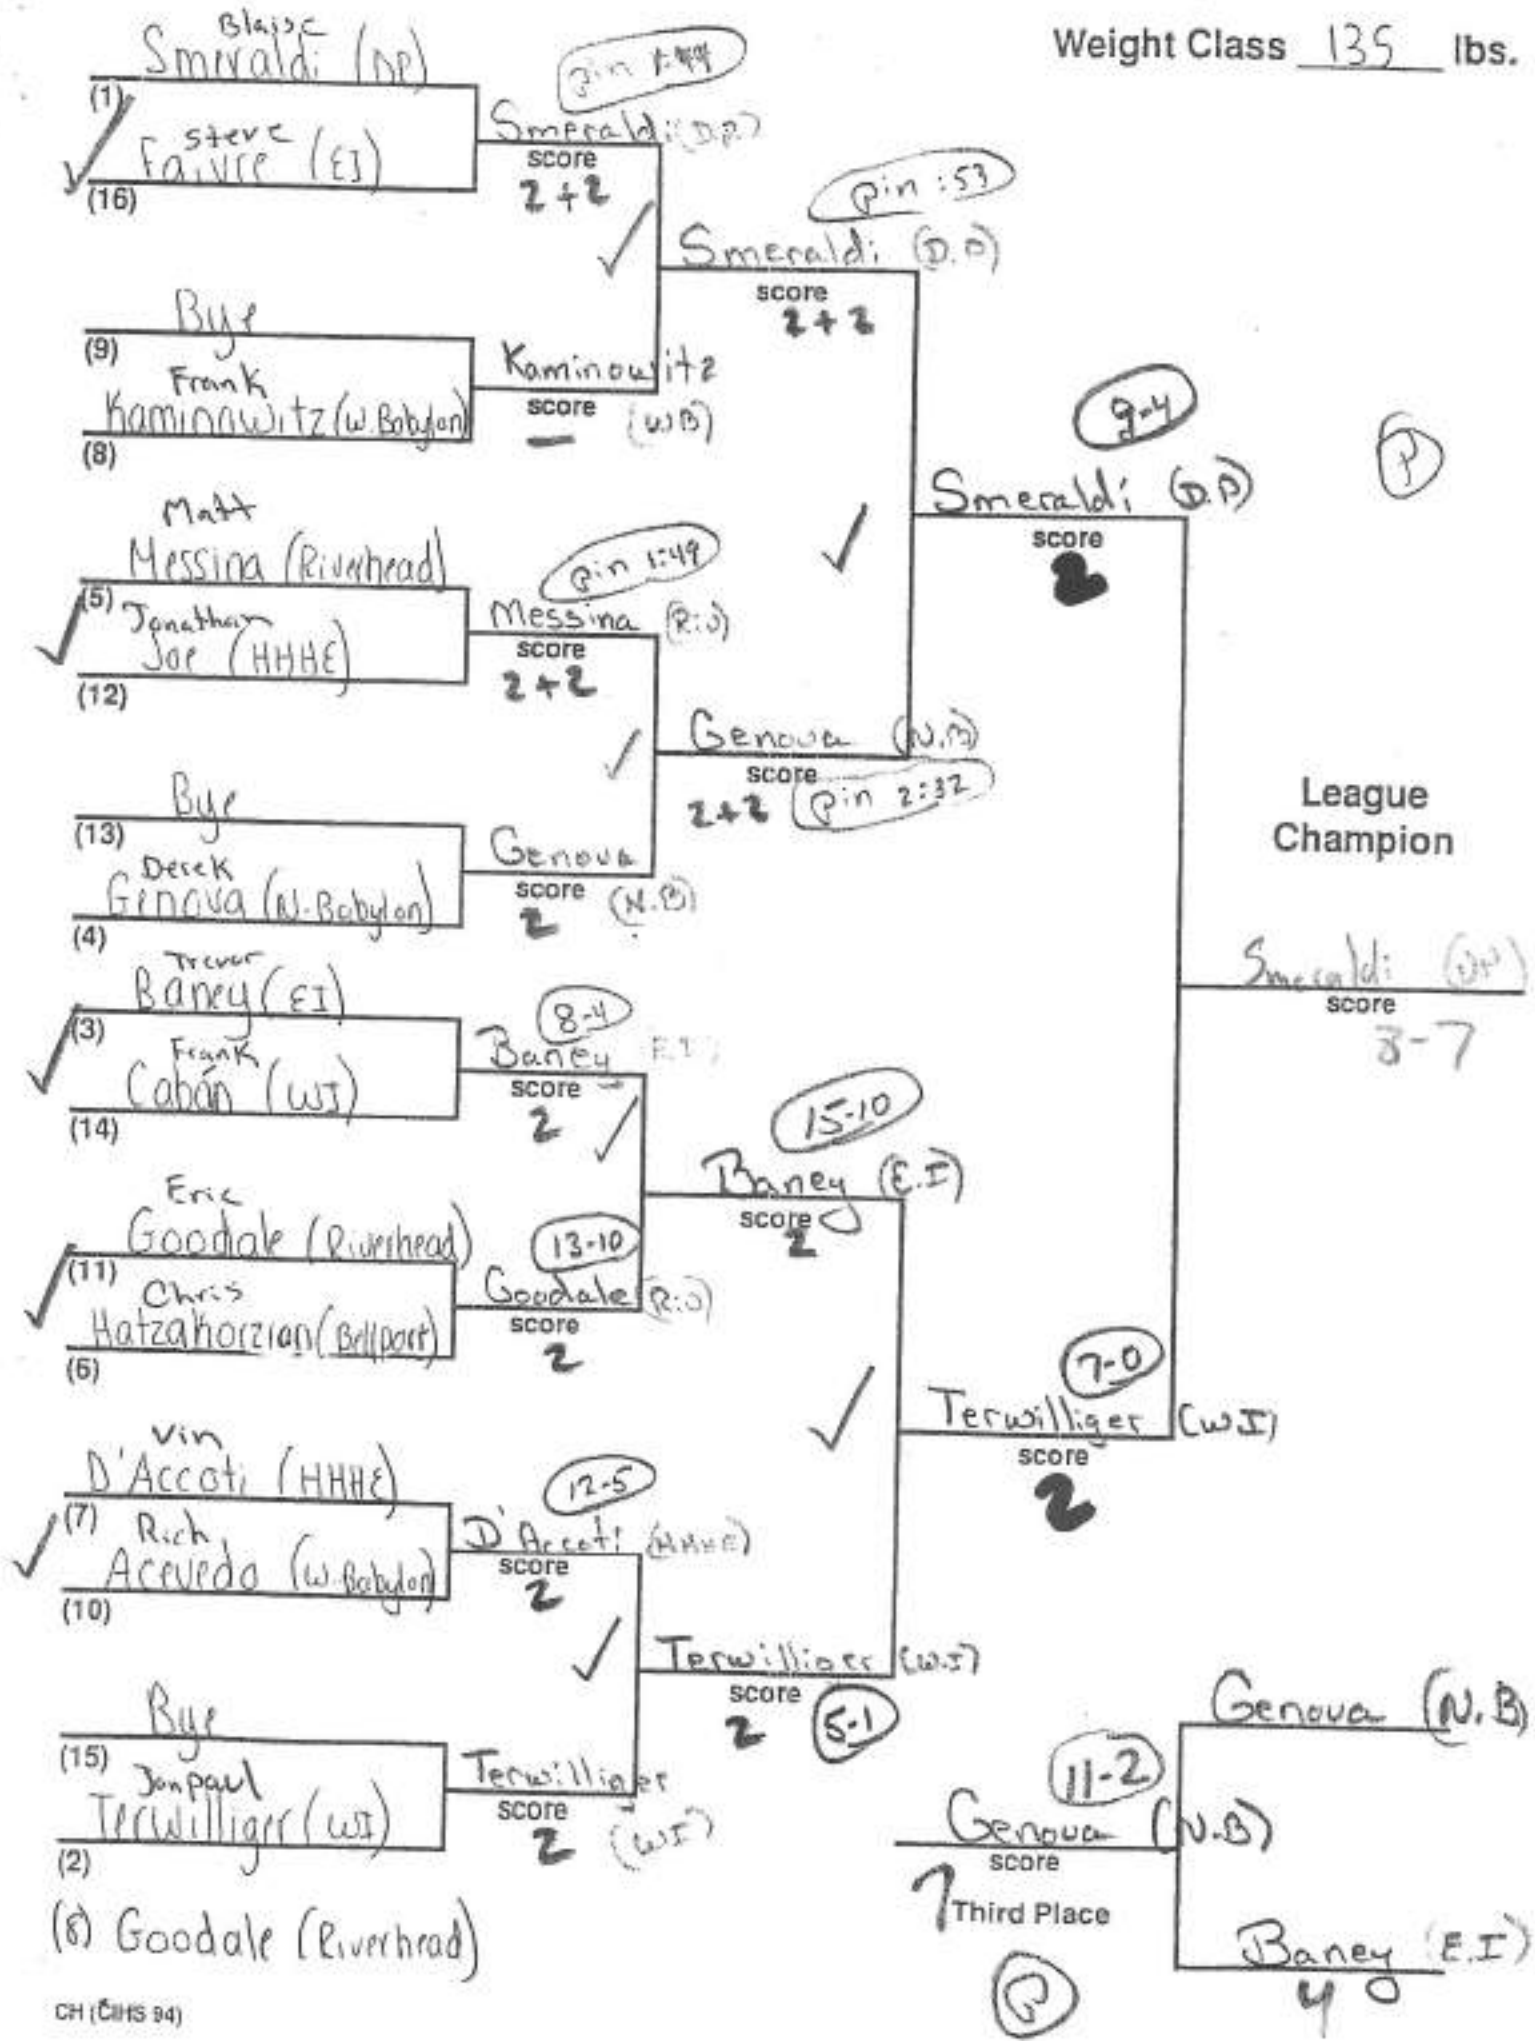 Weight Class 135 lbs.
Blaise
Smeraldi (DP)
(1)
Steve
Faivre (EI)
(16)
pin
Smeraldi (D.P.)
score
2+2
Bye
(9)
Frank
Kaminowitz (W. Babylon)
(8)
Kaminowitz
score
(WB)
pin :53
Smeraldi (D.P)
score
2+2
Matt
Messina (Riverhead)
(5)
Jonathan
Joe (HHHE)
(12)
pin 1:49
Messina (Riv)
score
2+2
Bye
(13)
Derek
Genova (N. Babylon)
(4)
Genova
score
(N.B)
2
Genova (N.B)
score
2+2
pin 2:32
9-4
Smeraldi (D.P)
score
2
P
Trevor
Baney (EI)
(3)
Frank
Cabán (WI)
(14)
8-4
Baney E.I
score
2
Eric
Goodale (Riverhead)
(11)
Chris
Hatzakorzian (Bellport)
(6)
13-10
Goodale (Riv)
score
2
15-10
Baney (E.I)
score
2
Vin
D'Accoti (HHHE)
(7)
Rich
Acevedo (W. Babylon)
(10)
12-5
D'Accoti (HHHE)
score
2
Bye
(15)
Jonpaul
Terwilliger (WI)
(2)
Terwilliger
score
(WI)
2
Terwilliger (W.I)
score
2
5-1
7-0
Terwilliger (WI)
score
2
League
Champion
Smeraldi
score
8-7
Genova (N.B)
11-2
Genova (N.B)
score
7
Third Place
Baney (E.I)
4
(8) Goodale (Riverhead)
CH (CIHS 94)